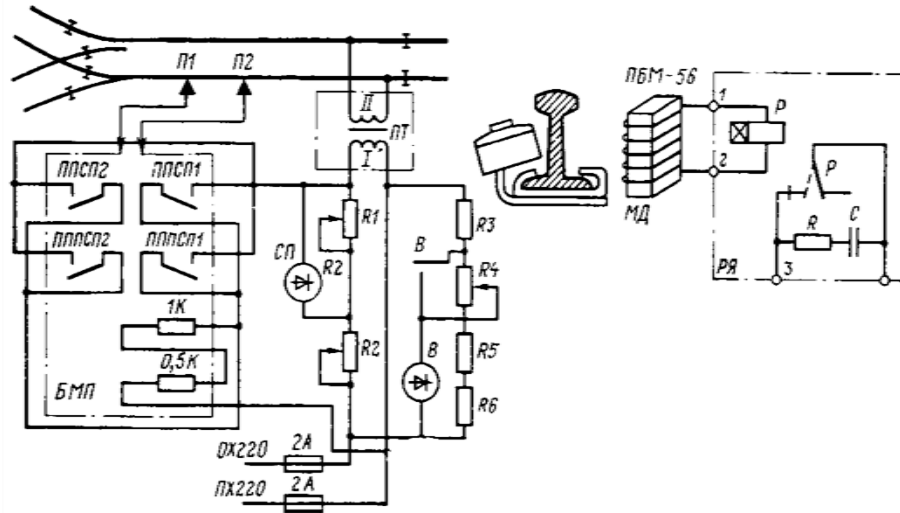 П1 П2
II
ПТ
I
ППСП2 ППСП1
ПППСП2 ПППСП1
1К
0,5К
БМП
R1
СП
R2
R2
R3
В
R4
В
R5
R6
ОХ220 2А
ПХ220 2А
ПБМ-56
МД
1
2
Р
Р
R С
РЯ 3